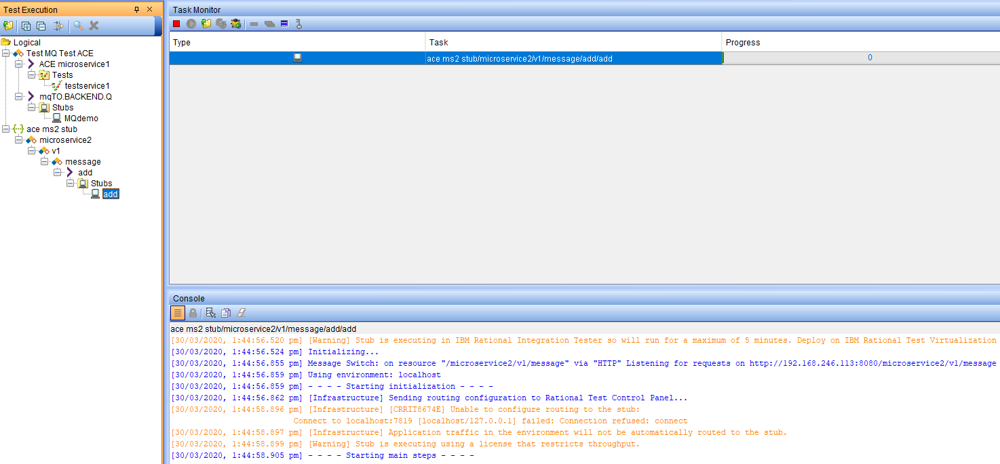 Test Execution
Logical
Test MQ Test ACE
ACE microservice1
Tests
testservice1
mqTO.BACKEND.Q
Stubs
MQdemo
ace ms2 stub
microservice2
v1
message
add
Stubs
add
Task Monitor
Type Task Progress
ace ms2 stub/microservice2/v1/message/add/add 0
Console
ace ms2 stub/microservice2/v1/message/add/add
[30/03/2020, 1:44:56.520 pm] [Warning] Stub is executing in IBM Rational Integration Tester so will run for a maximum of 5 minutes. Deploy on IBM Rational Test Virtualization
[30/03/2020, 1:44:56.524 pm] Initializing...
[30/03/2020, 1:44:56.855 pm] Message Switch: on resource "/microservice2/v1/message" via "HTTP" Listening for requests on http://192.168.246.113:8080/microservice2/v1/message
[30/03/2020, 1:44:56.859 pm] Using environment: localhost
[30/03/2020, 1:44:56.859 pm] - - - - Starting initialization - - - -
[30/03/2020, 1:44:56.862 pm] [Infrastructure] Sending routing configuration to Rational Test Control Panel...
[30/03/2020, 1:44:58.896 pm] [Infrastructure] [CRRIT8674E] Unable to configure routing to the stub:
Connect to localhost:7819 [localhost/127.0.0.1] failed: Connection refused: connect
[30/03/2020, 1:44:58.897 pm] [Infrastructure] Application traffic in the environment will not be automatically routed to the stub.
[30/03/2020, 1:44:58.899 pm] [Warning] Stub is executing using a license that restricts throughput.
[30/03/2020, 1:44:58.905 pm] - - - - Starting main steps - - - -